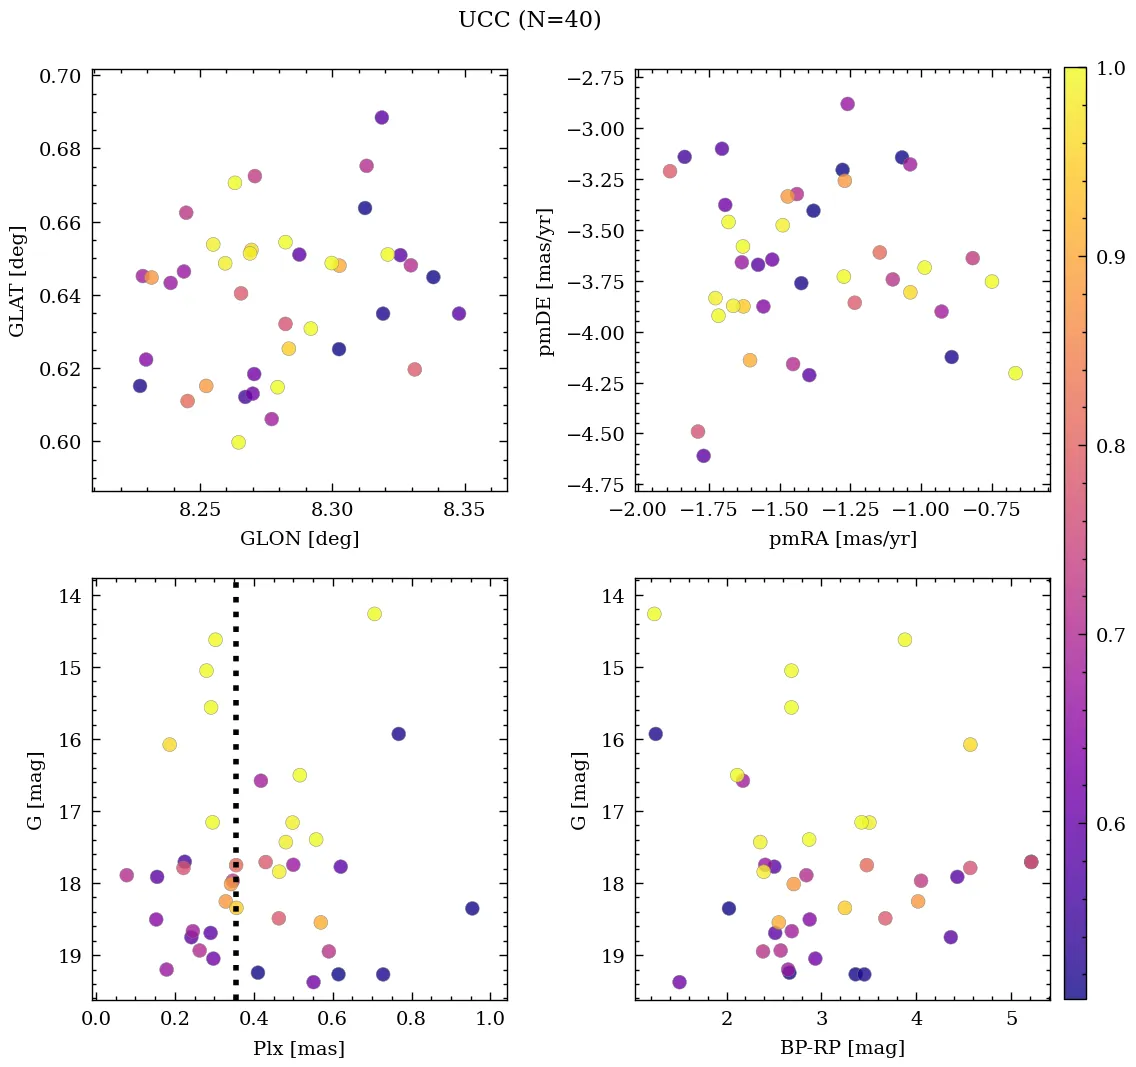 UCC (N=40)
0.70
0.68
0.66
0.64
0.62
0.60
GLAT [deg]
8.25 8.30 8.35
GLON [deg]
−2.75
−3.00
−3.25
−3.50
−3.75
−4.00
−4.25
−4.50
−4.75
pmDE [mas/yr]
−2.00 −1.75 −1.50 −1.25 −1.00 −0.75
pmRA [mas/yr]
14
15
16
17
18
19
G [mag]
0.0 0.2 0.4 0.6 0.8 1.0
Plx [mas]
14
15
16
17
18
19
G [mag]
2 3 4 5
BP-RP [mag]
1.0
0.9
0.8
0.7
0.6